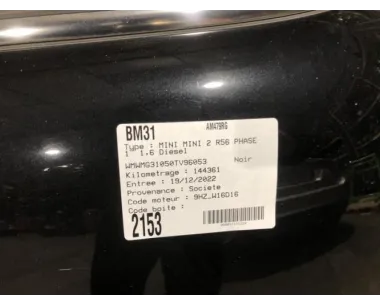 BM31 AM479RG
Type : MINI MINI 2 R56 PHASE
1 1.6 Diesel
WMWMG31050TV96053 Noir
Kilometrage : 144361
Entree : 19/12/2022
Provenance : Societe
Code moteur : 9HZ_W16D16
Code boite :
2153